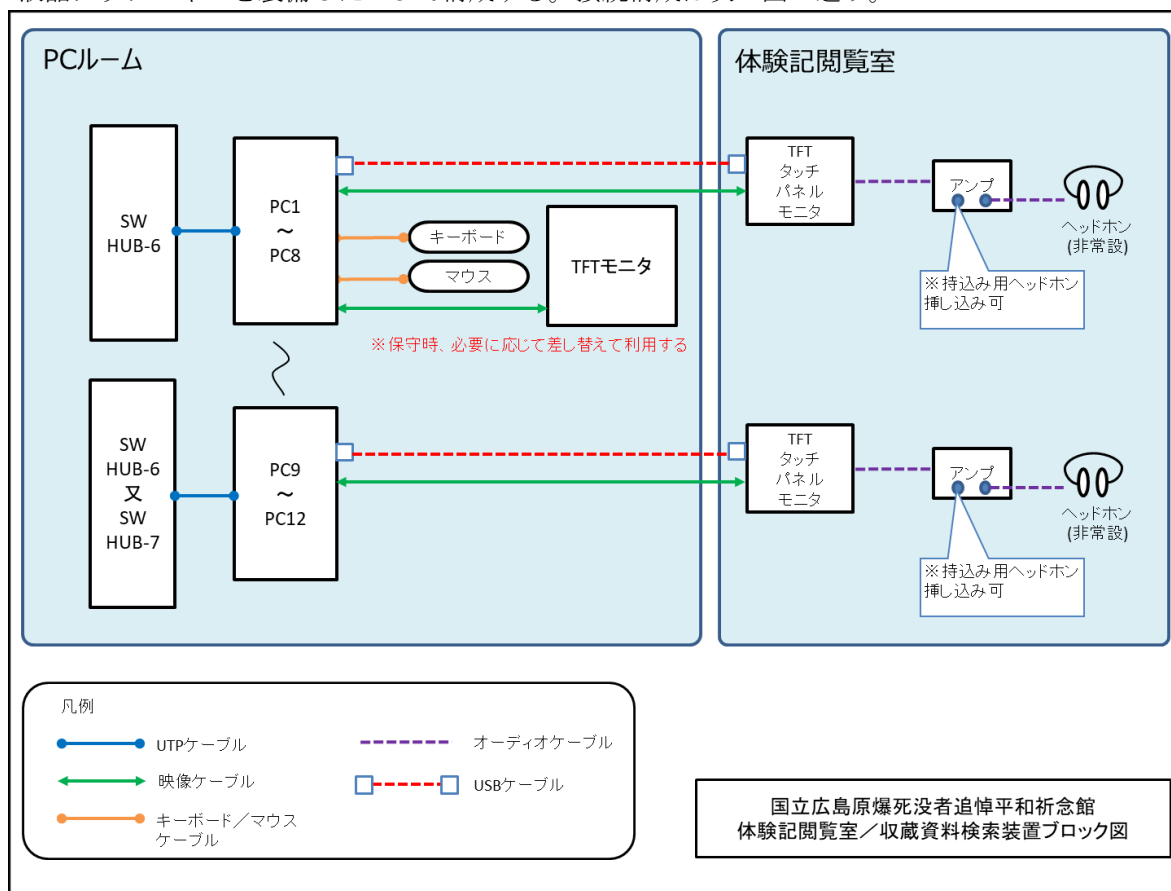 PCルーム
体験記閲覧室
SW
HUB-6
PC1
～
PC8
キーボード
マウス
TFTモニタ
※保守時、必要に応じて差し替えて利用する
TFT
タッチ
パネル
モニタ
アンプ
ヘッドホン
(非常設)
※持込み用ヘッドホン
挿し込み可
SW
HUB-6
又
SW
HUB-7
PC9
～
PC12
TFT
タッチ
パネル
モニタ
アンプ
ヘッドホン
(非常設)
※持込み用ヘッドホン
挿し込み可
凡例
UTPケーブル
オーディオケーブル
映像ケーブル
USBケーブル
キーボード／マウス
ケーブル
国立広島原爆死没者追悼平和祈念館
体験記閲覧室／収蔵資料検索装置ブロック図